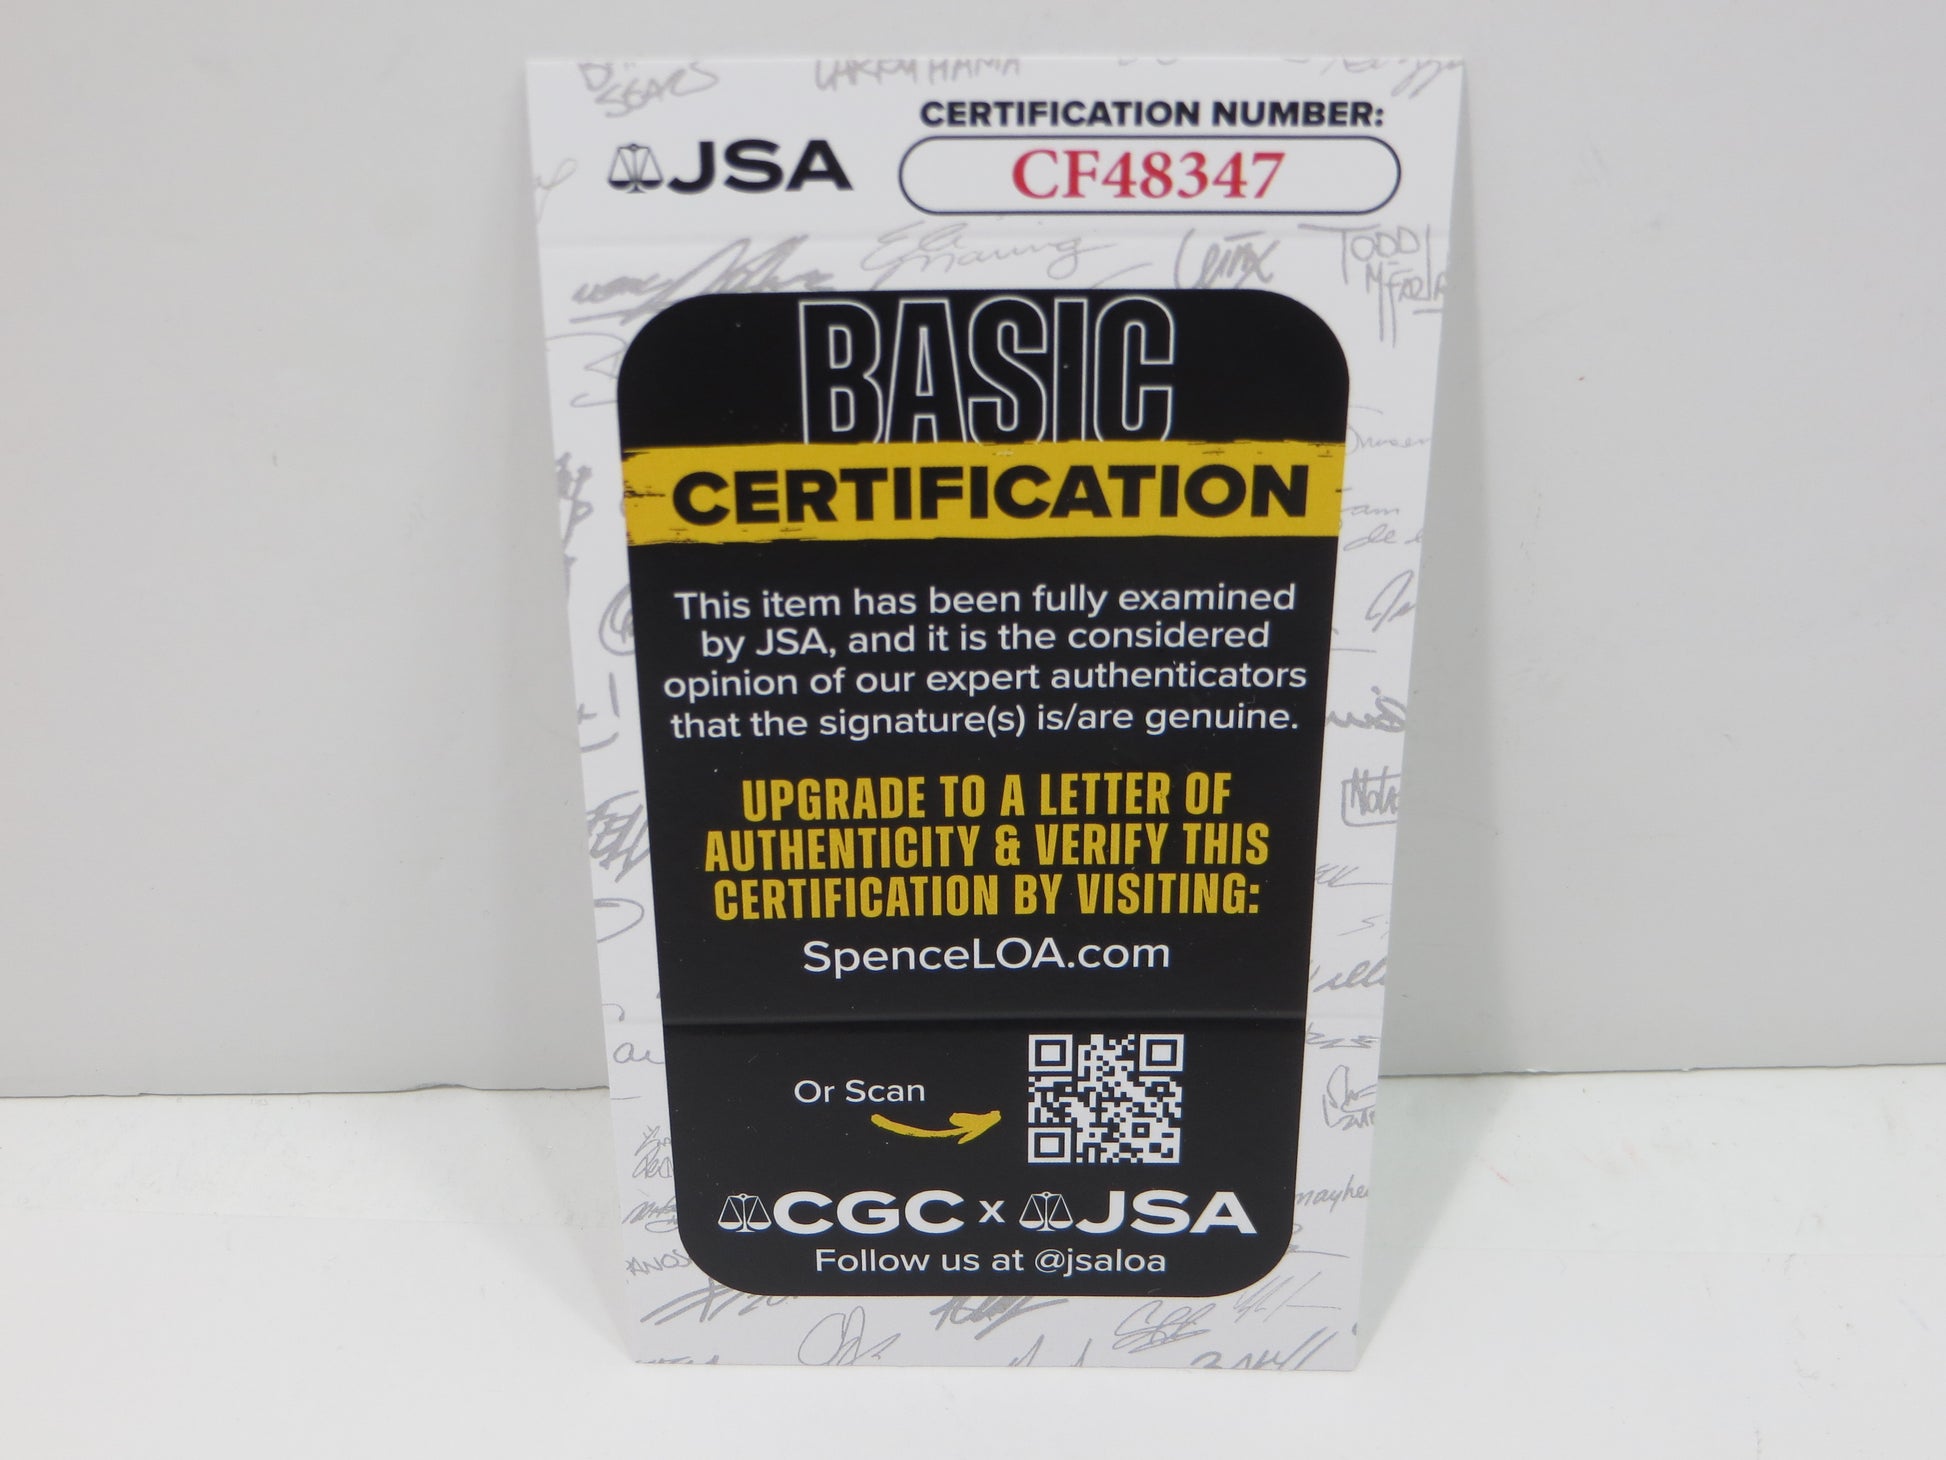 SEARS
CERTIFICATION NUMBER:
JSA
CF48347
TODD
BASIC
CERTIFICATION
This item has been fully examined
by JSA, and it is the considered
opinion of our expert authenticators
that the signature(s) is/are genuine.
UPGRADE TO A LETTER OF
AUTHENTICITY & VERIFY THIS
CERTIFICATION BY VISITING:
SpenceLOA.com
Or Scan
CGC x JSA
Follow us at @jsaloa